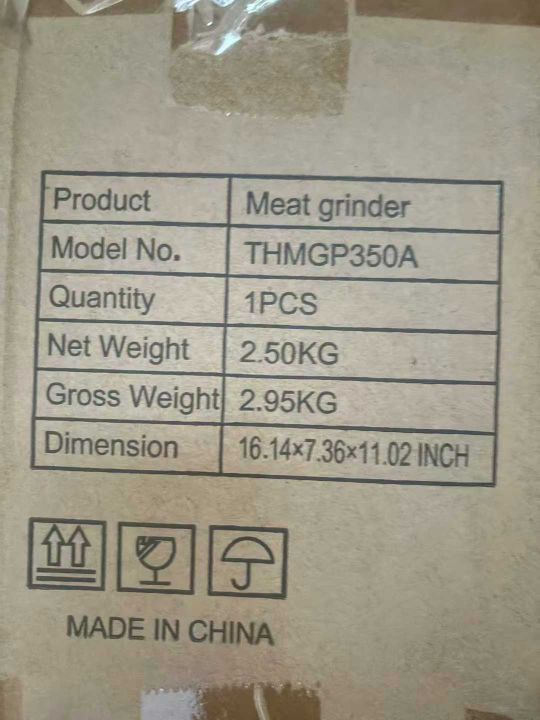 Product Meat grinder
Model No. THMGP350A
Quantity 1PCS
Net Weight 2.50KG
Gross Weight 2.95KG
Dimension 16.14×7.36×11.02 INCH
MADE IN CHINA